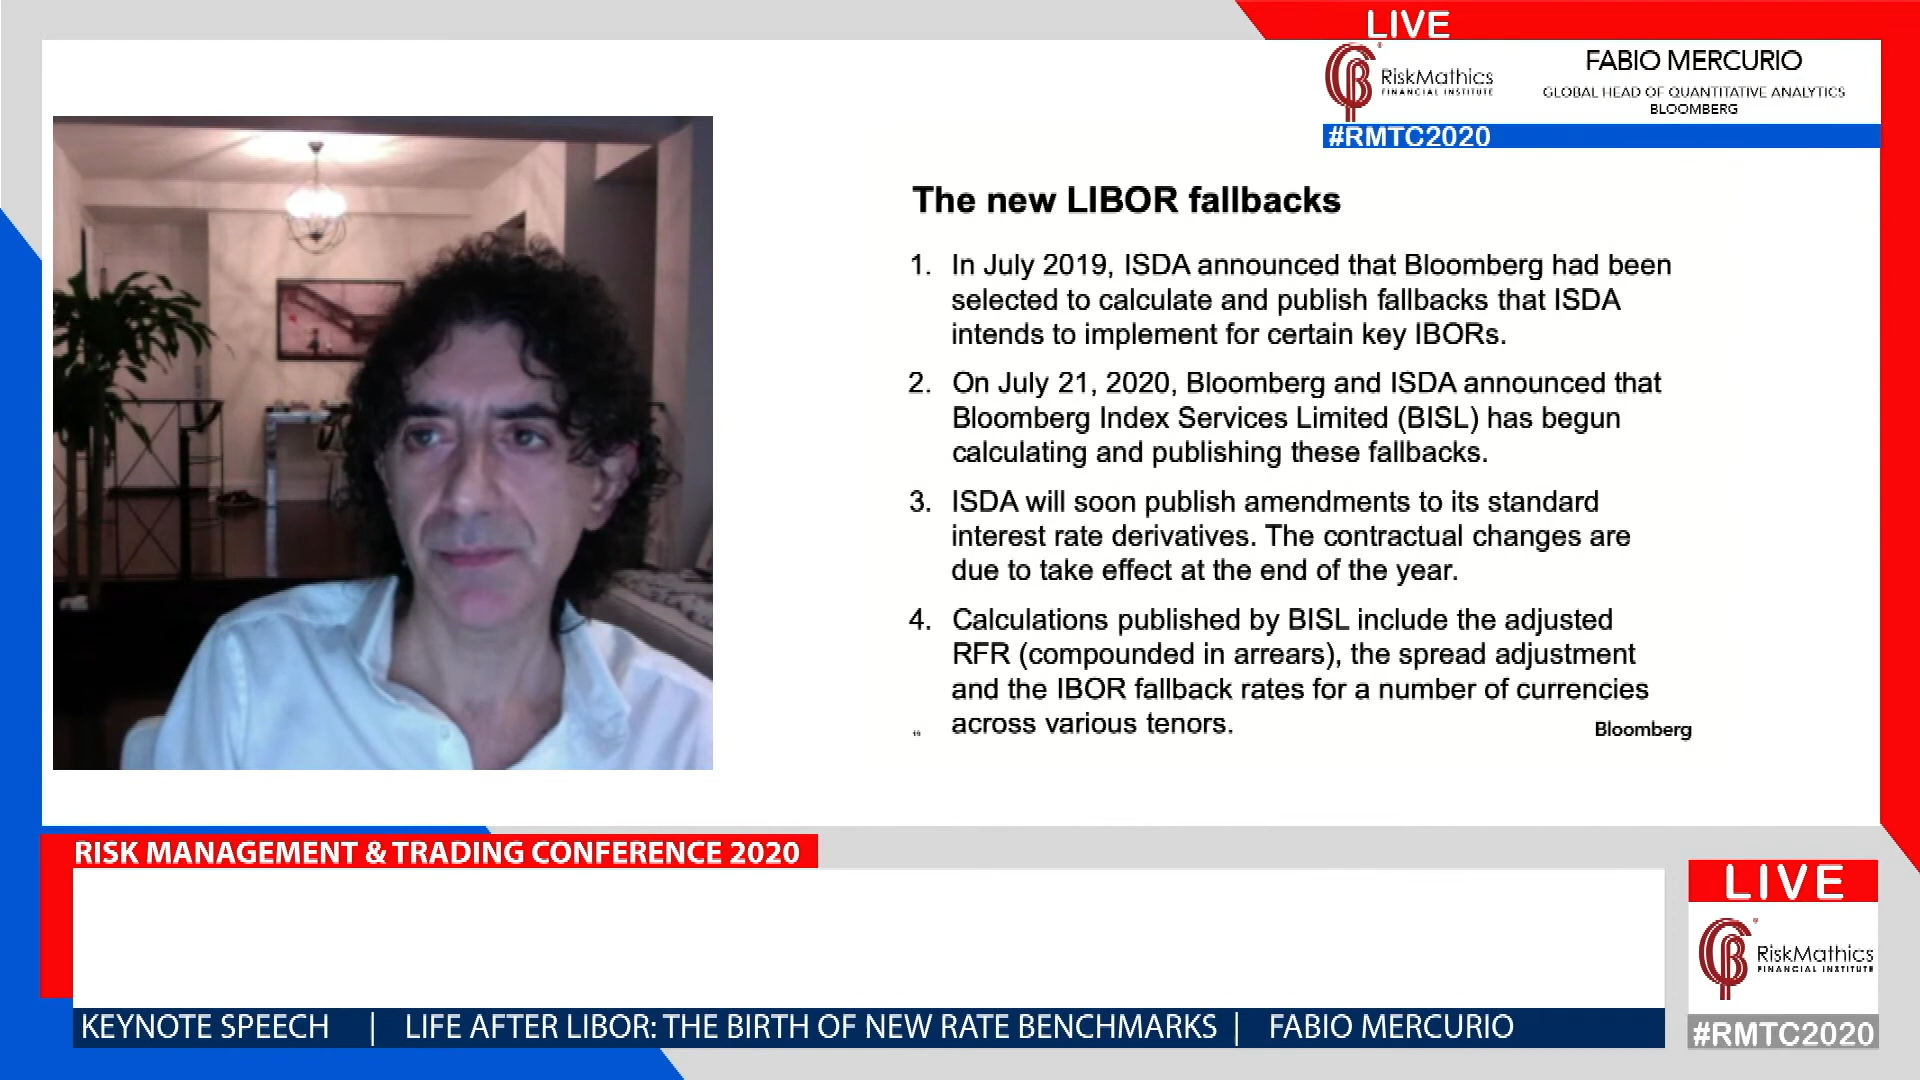 LIVE
RiskMathics
FINANCIAL INSTITUTE
FABIO MERCURIO
GLOBAL HEAD OF QUANTITATIVE ANALYTICS
BLOOMBERG
#RMTC2020
The new LIBOR fallbacks
1. In July 2019, ISDA announced that Bloomberg had been
selected to calculate and publish fallbacks that ISDA
intends to implement for certain key IBORs.
2. On July 21, 2020, Bloomberg and ISDA announced that
Bloomberg Index Services Limited (BISL) has begun
calculating and publishing these fallbacks.
3. ISDA will soon publish amendments to its standard
interest rate derivatives. The contractual changes are
due to take effect at the end of the year.
4. Calculations published by BISL include the adjusted
RFR (compounded in arrears), the spread adjustment
and the IBOR fallback rates for a number of currencies
across various tenors.
Bloomberg
RISK MANAGEMENT & TRADING CONFERENCE 2020
LIVE
RiskMathics
FINANCIAL INSTITUTE
#RMTC2020
KEYNOTE SPEECH | LIFE AFTER LIBOR: THE BIRTH OF NEW RATE BENCHMARKS | FABIO MERCURIO